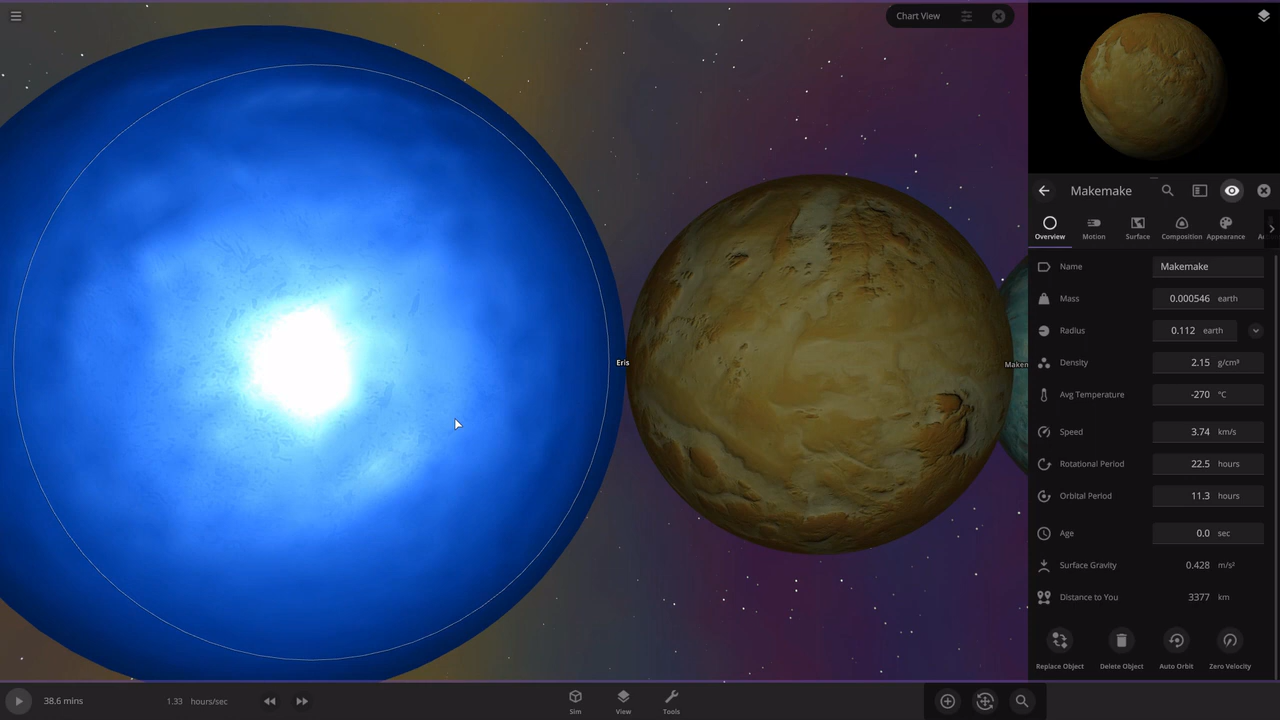 Chart View
Eris
Makem
Makemake
Overview
Motion
Surface
Composition
Appearance
Name Makemake
Mass 0.000546 earth
Radius 0.112 earth
Density 2.15 g/cm³
Avg Temperature -270 °C
Speed 3.74 km/s
Rotational Period 22.5 hours
Orbital Period 11.3 hours
Age 0.0 sec
Surface Gravity 0.428 m/s²
Distance to You 3377 km
Replace Object
Delete Object
Auto Orbit
Zero Velocity
38.6 mins
1.33 hours/sec
Sim
View
Tools